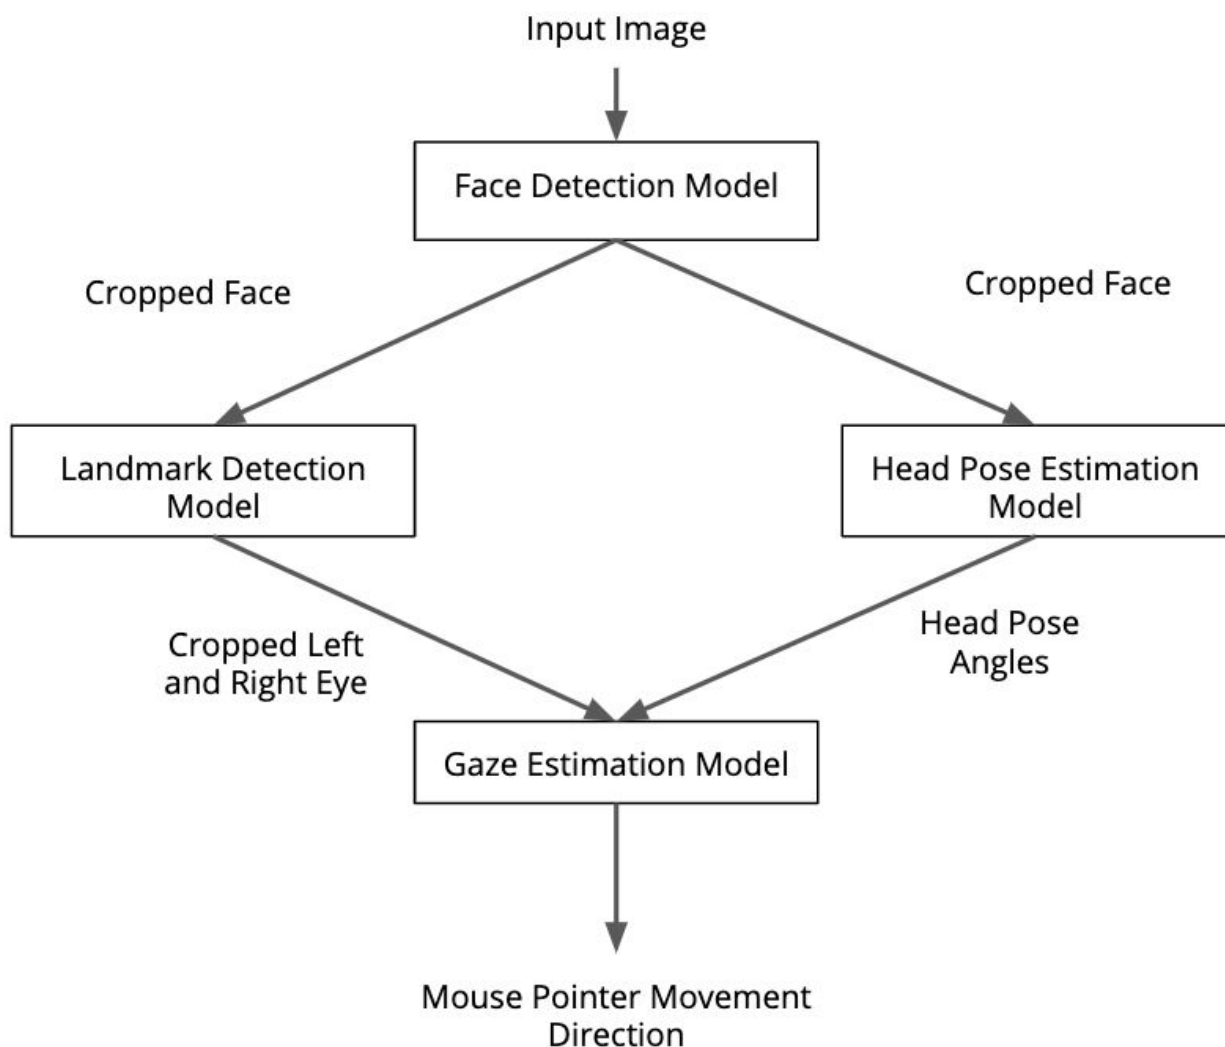 Input Image
Face Detection Model
Cropped Face
Cropped Face
Landmark Detection
Model
Head Pose Estimation
Model
Cropped Left
and Right Eye
Head Pose
Angles
Gaze Estimation Model
Mouse Pointer Movement
Direction